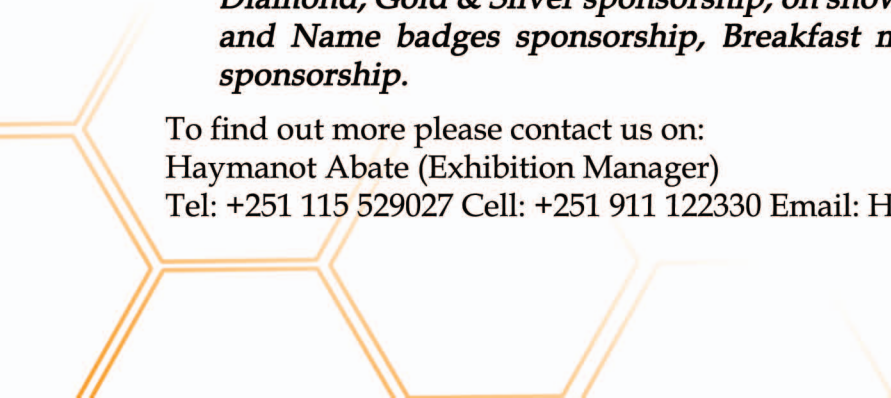 Diamond, Gold & Silver sponsorship, on show
and Name badges sponsorship, Breakfast
sponsorship.
To find out more please contact us on:
Haymanot Abate (Exhibition Manager)
Tel: +251 115 529027 Cell: +251 911 122330 Email: H